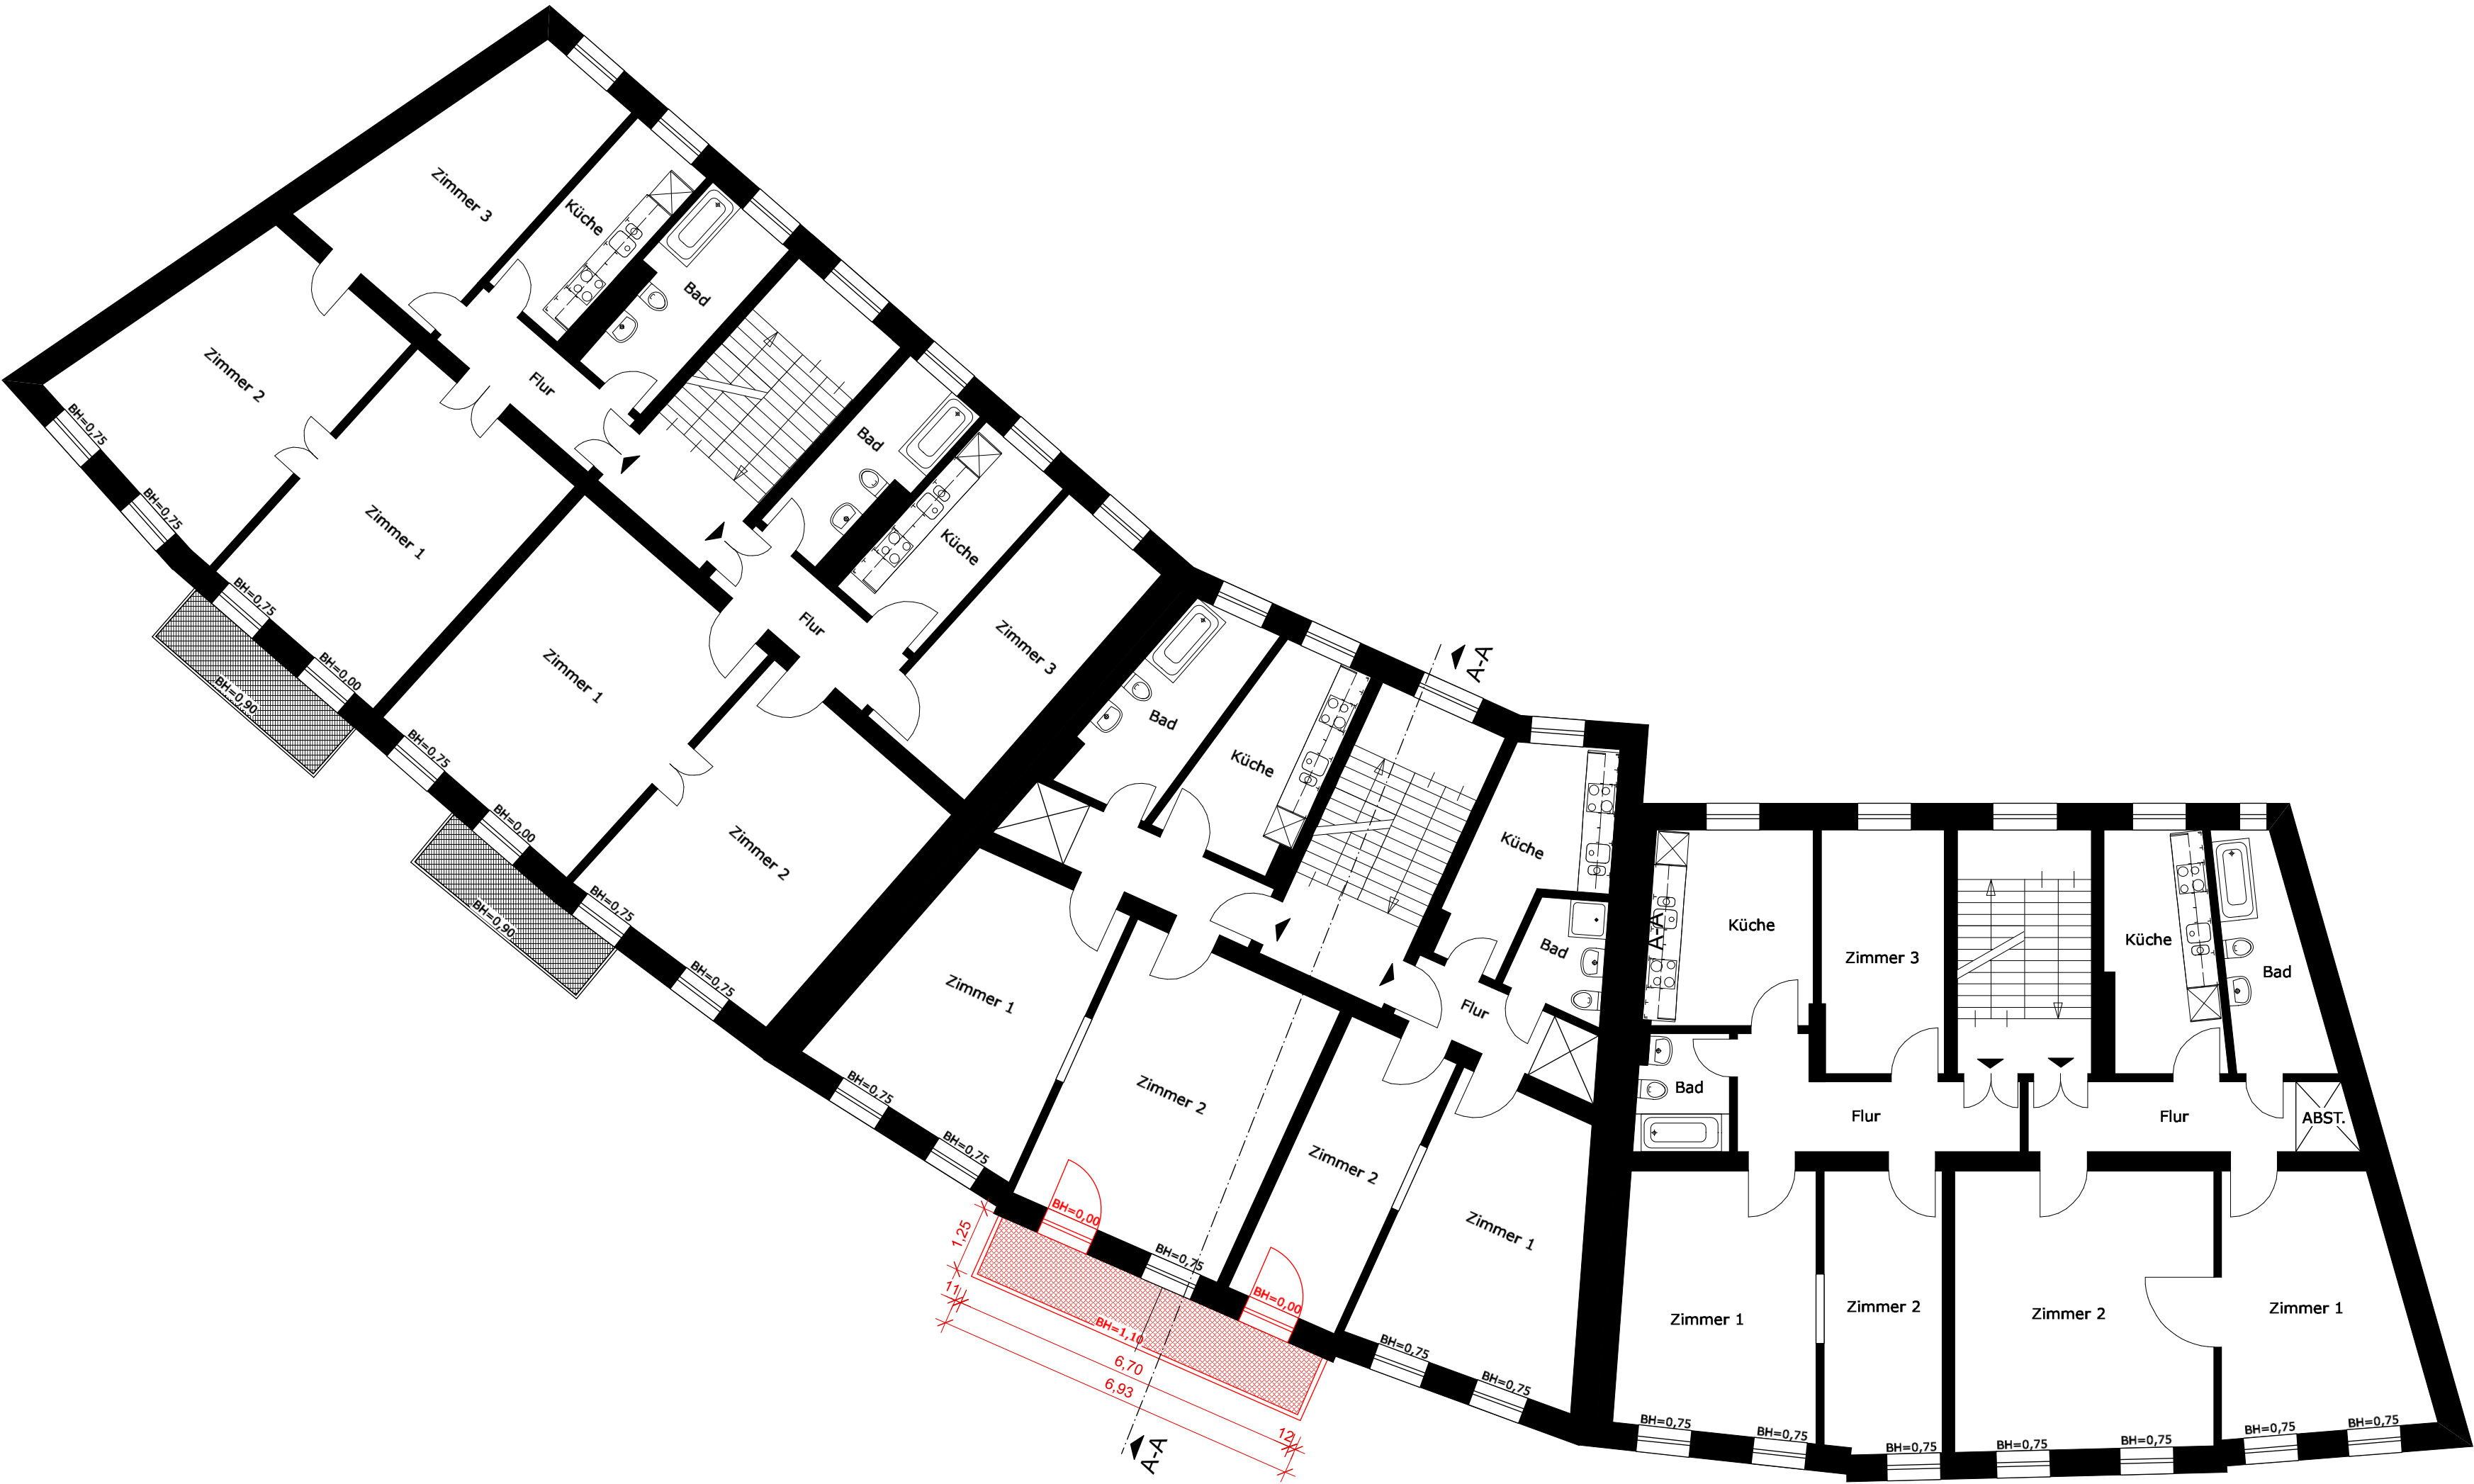 Zimmer 3
Küche
Bad
Zimmer 2
Flur
BH=0,75
BH=0,75
Zimmer 1
BH=0,75
BH=0,00
BH=0,90
Bad
Küche
Flur
Zimmer 3
Zimmer 1
Zimmer 2
BH=0,75
BH=0,00
BH=0,90
BH=0,75
BH=0,75
A-A
Bad
Küche
Küche
Bad
Flur
Zimmer 1
Zimmer 2
Zimmer 2
Zimmer 1
BH=0,75
BH=0,75
BH=0,00
BH=0,75
BH=0,00
BH=1,10
1,25
11
6,70
12
6,93
BH=0,75
BH=0,75
A-A
A-A
Küche
Zimmer 3
Küche
Bad
Bad
Flur
Flur
ABST.
Zimmer 1
Zimmer 2
Zimmer 2
Zimmer 1
BH=0,75
BH=0,75
BH=0,75
BH=0,75
BH=0,75
BH=0,75
BH=0,75